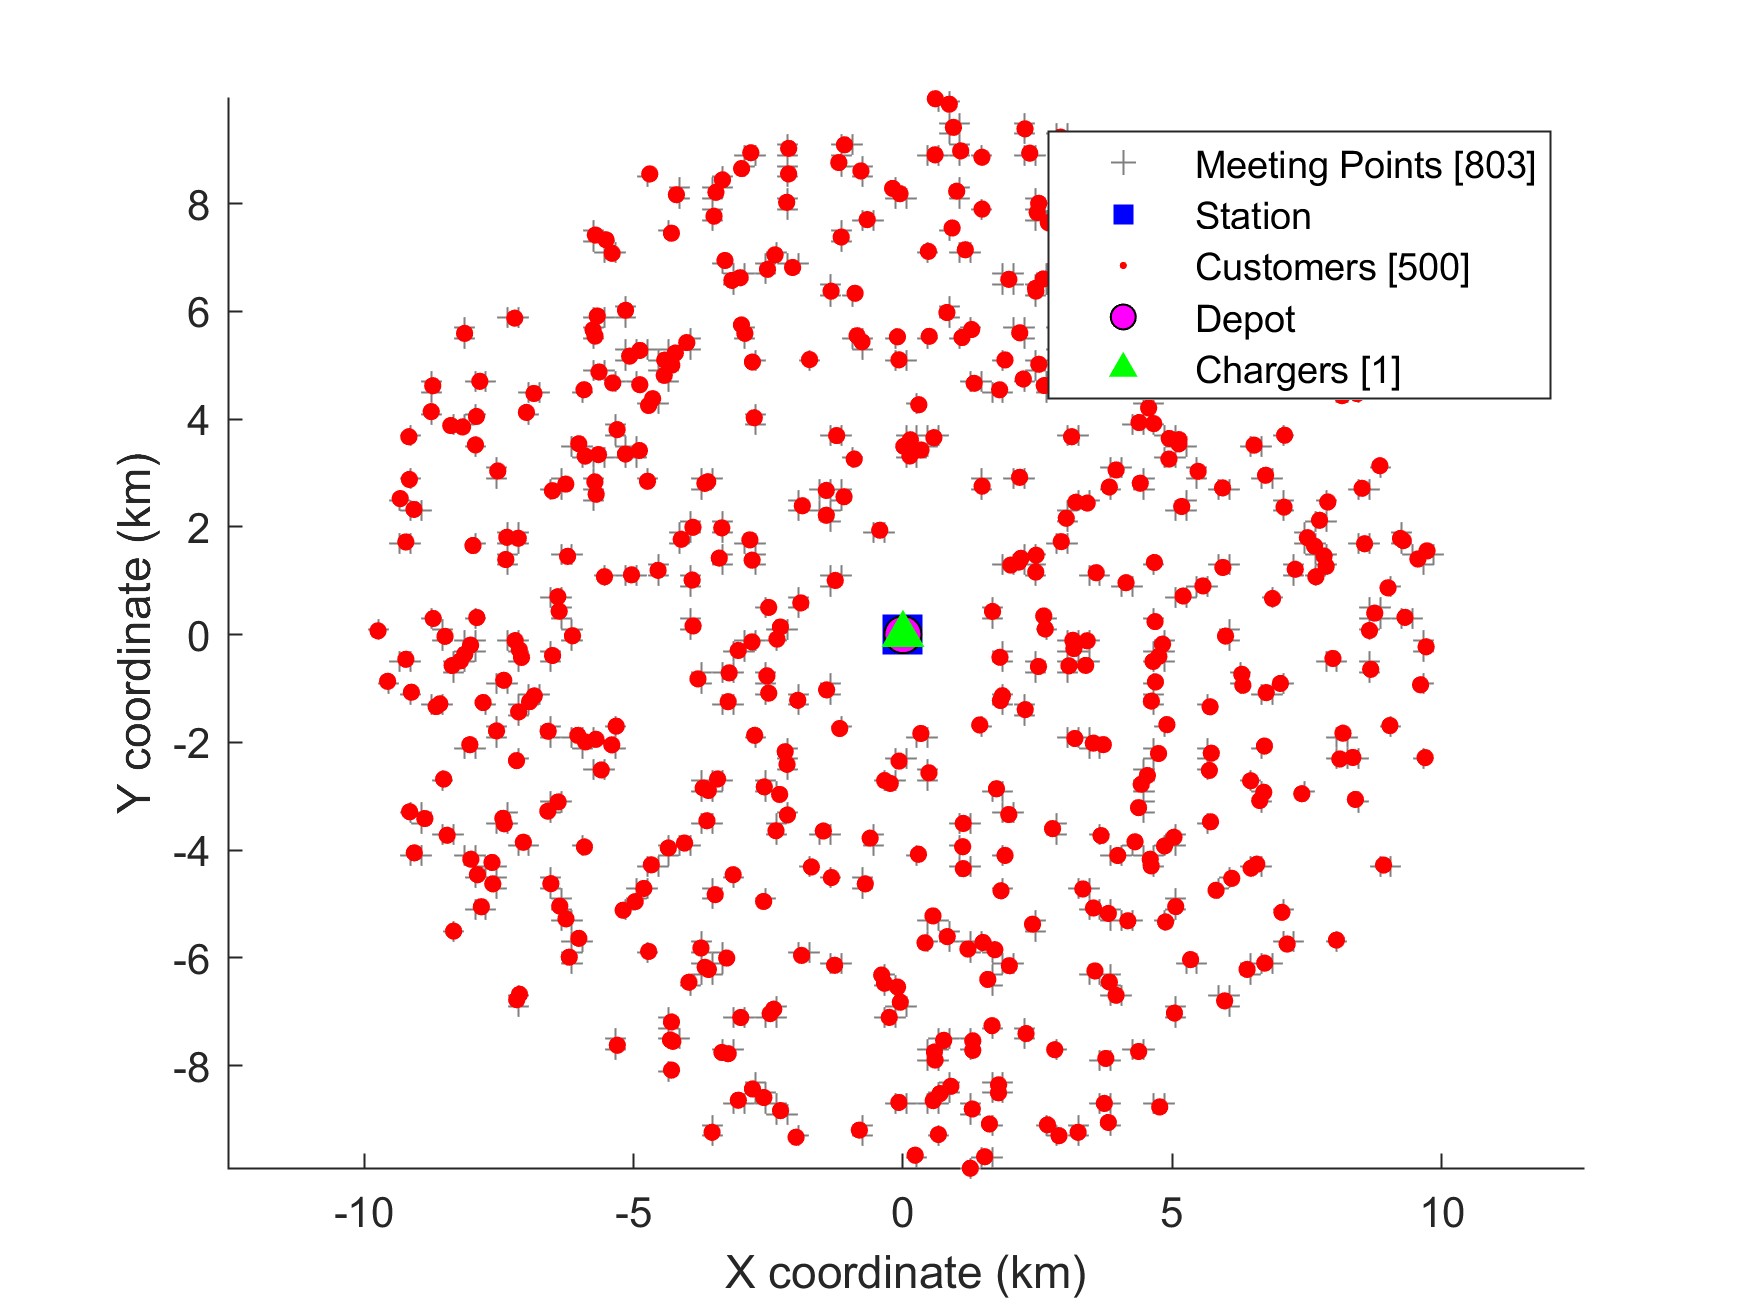 Meeting Points [803]
Station
Customers [500]
Depot
Chargers [1]
8
6
4
2
0
-2
-4
-6
-8
Y coordinate (km)
-10 -5 0 5 10
X coordinate (km)